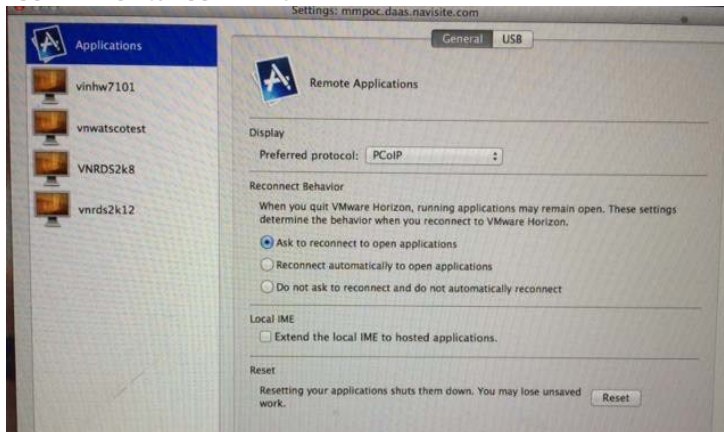 Settings: mmpoc.daas.navisite.com
Applications
vinhw7101
vnwatscotest
VNRDS2k8
vnrds2k12
General USB
Remote Applications
Display
Preferred protocol: PCoIP
Reconnect Behavior
When you quit VMware Horizon, running applications may remain open. These settings
determine the behavior when you reconnect to VMware Horizon.
Ask to reconnect to open applications
Reconnect automatically to open applications
Do not ask to reconnect and do not automatically reconnect
Local IME
Extend the local IME to hosted applications.
Reset
Resetting your applications shuts them down. You may lose unsaved
work.
Reset